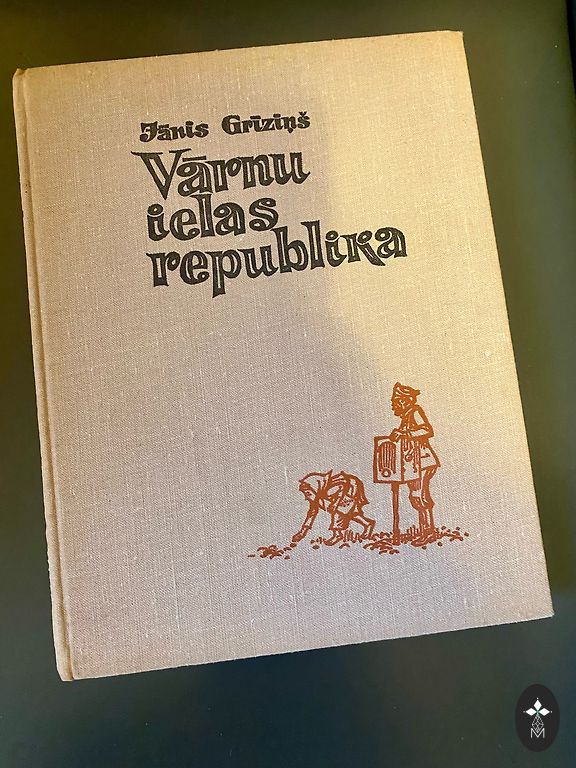 Jānis Grīziņš
Vārnu
ielas
republika
M